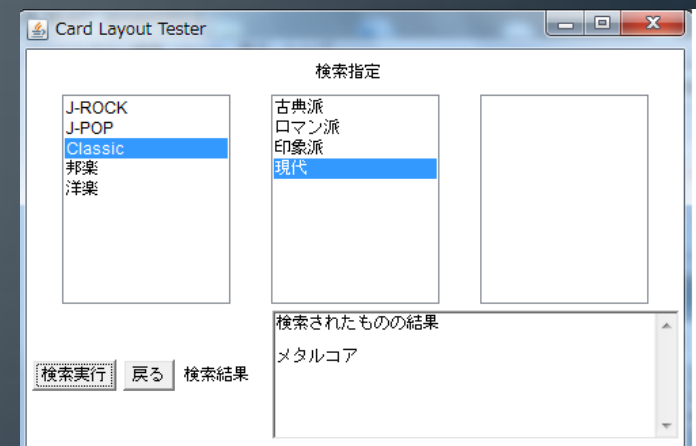 Card Layout Tester
検索指定
J-ROCK
J-POP
Classic
邦楽
洋楽
古典派
ロマン派
印象派
現代
検索されたものの結果
メタルコア
検索実行
戻る
検索結果